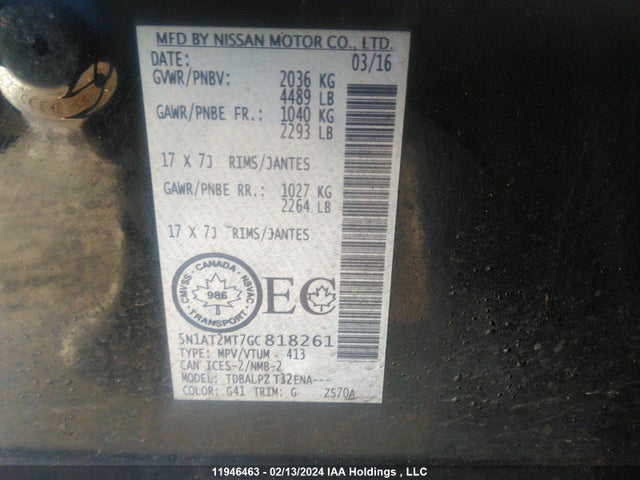 MFD BY NISSAN MOTOR CO., LTD.
DATE: 03/16
GVWR/PNBV: 2036 KG
4489 LB
GAWR/PNBE FR.: 1040 KG
2293 LB
17 X 7J RIMS/JANTES
GAWR/PNBE RR.: 1027 KG
2264 LB
17 X 7J RIMS/JANTES
CANADA
CMVSS NSVAC
986
TRANSPORT
EC
5N1AT2MT7GC818261
TYPE: MPV/VTUM 413
CAN ICES-2/NMB-2
MODEL: TDBALPZ T32ENA---
COLOR: G41 TRIM: G ZS70A
11946463 - 02/13/2024 IAA Holdings , LLC